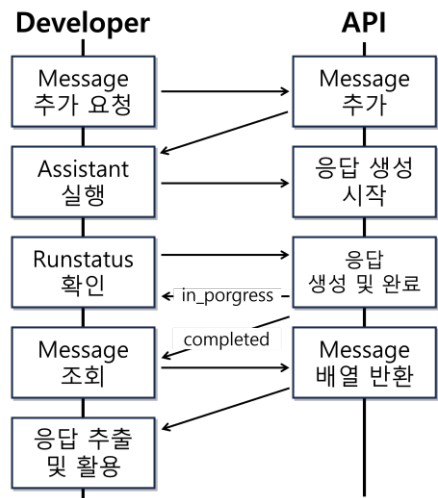 Developer
API
Message
추가 요청
Message
추가
Assistant
실행
응답 생성
시작
Runstatus
확인
응답
생성 및 완료
in_porgress
completed
Message
조회
Message
배열 반환
응답 추출
및 활용